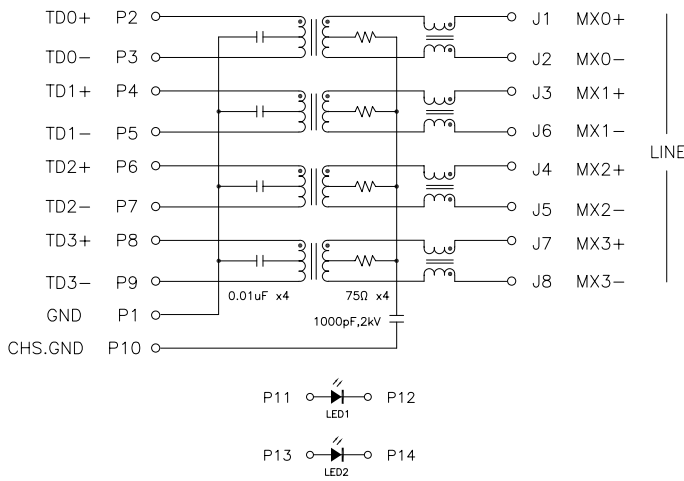 TD0+ P2 J1 MX0+
TD0- P3 J2 MX0-
TD1+ P4 J3 MX1+
TD1- P5 J6 MX1-
LINE
TD2+ P6 J4 MX2+
TD2- P7 J5 MX2-
TD3+ P8 J7 MX3+
TD3- P9 J8 MX3-
0.01uF x4 75Ω x4
GND P1
1000pF,2kV
CHS.GND P10
P11 P12
LED1
P13 P14
LED2